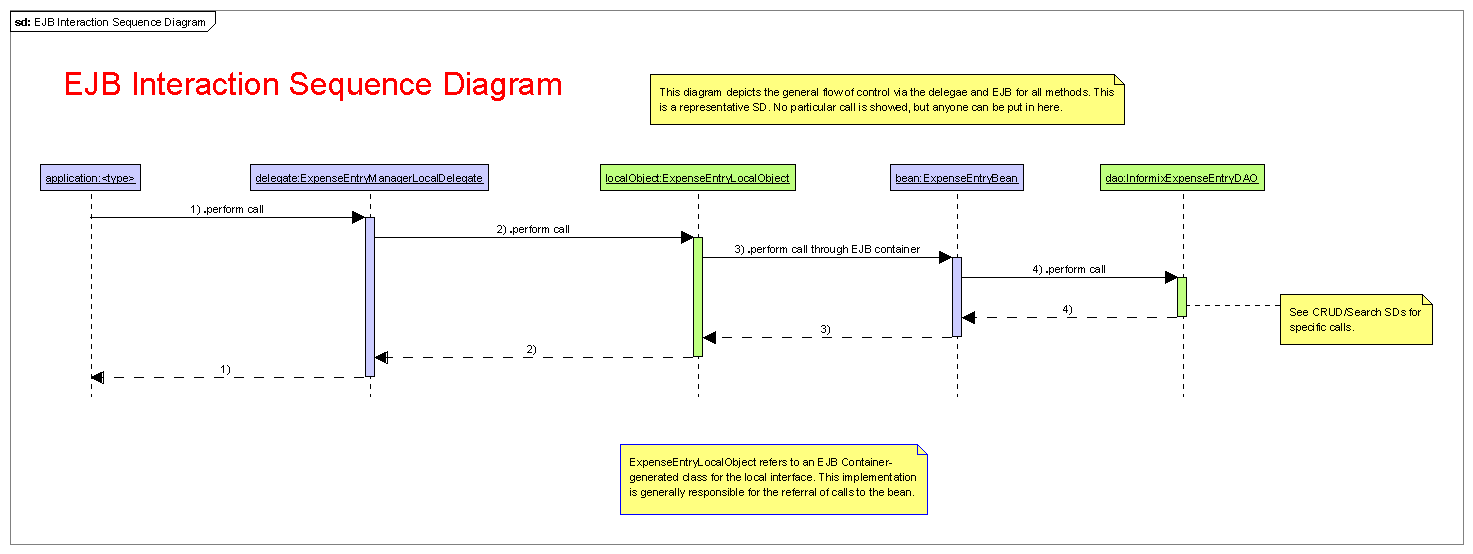 sd: EJB Interaction Sequence Diagram
EJB Interaction Sequence Diagram
This diagram depicts the general flow of control via the delegae and EJB for all methods. This
is a representative SD. No particular call is showed, but anyone can be put in here.
application:<type>
delegate:ExpenseEntryManagerLocalDelegate
localObject:ExpenseEntryLocalObject
bean:ExpenseEntryBean
dao:InformixExpenseEntryDAO
1) .perform call
2) .perform call
3) .perform call through EJB container
4) .perform call
4)
See CRUD/Search SDs for
specific calls.
3)
2)
1)
ExpenseEntryLocalObject refers to an EJB Container-
generated class for the local interface. This implementation
is generally responsible for the referral of calls to the bean.